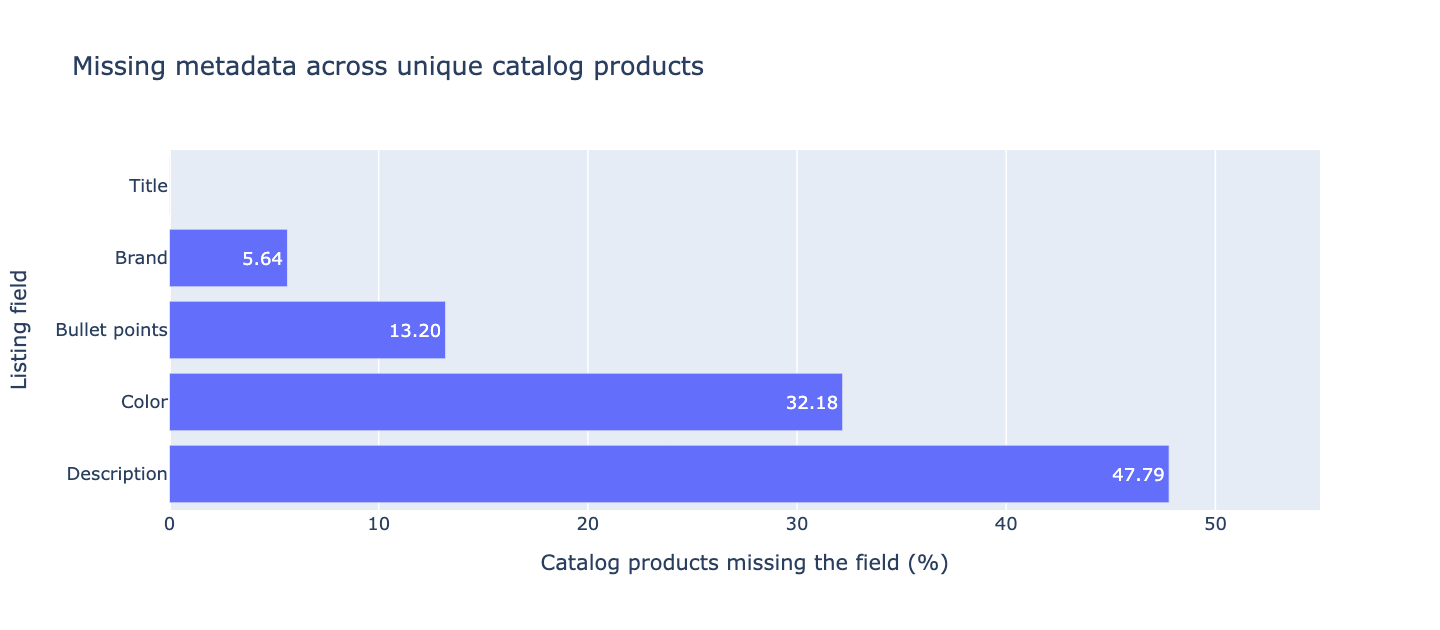 Missing metadata across unique catalog products
Listing field
Title
Brand
5.64
Bullet points
13.20
Color
32.18
Description
47.79
0 10 20 30 40 50
Catalog products missing the field (%)